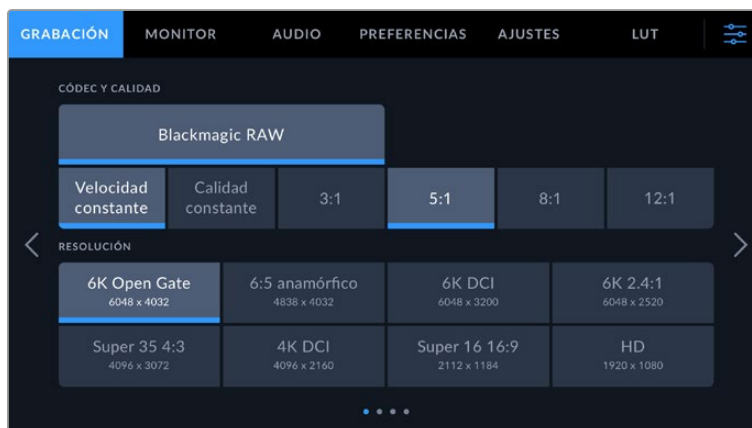 GRABACIÓN MONITOR AUDIO PREFERENCIAS AJUSTES LUT
CÓDEC Y CALIDAD
Blackmagic RAW
Velocidad constante Calidad constante 3:1 5:1 8:1 12:1
RESOLUCIÓN
6K Open Gate 6:5 anamórfico 6K DCI 6K 2.4:1
6048 x 4032 4838 x 4032 6048 x 3200 6048 x 2520
Super 35 4:3 4K DCI Super 16 16:9 HD
4096 x 3072 4096 x 2160 2112 x 1184 1920 x 1080